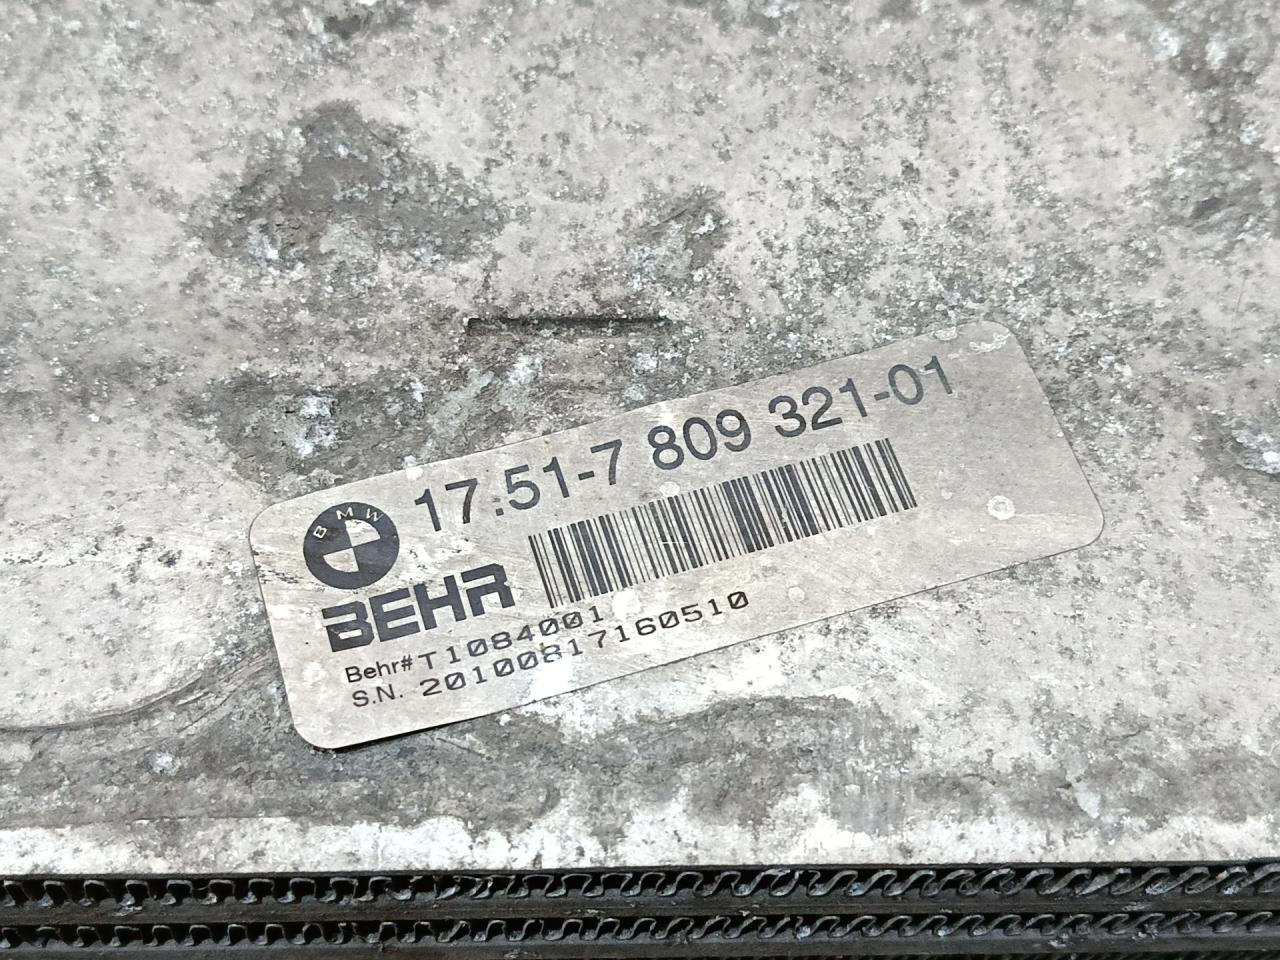 BMW
17.51-7 809 321-01
BEHR
Behr# T1084001
S.N. 20100817160510